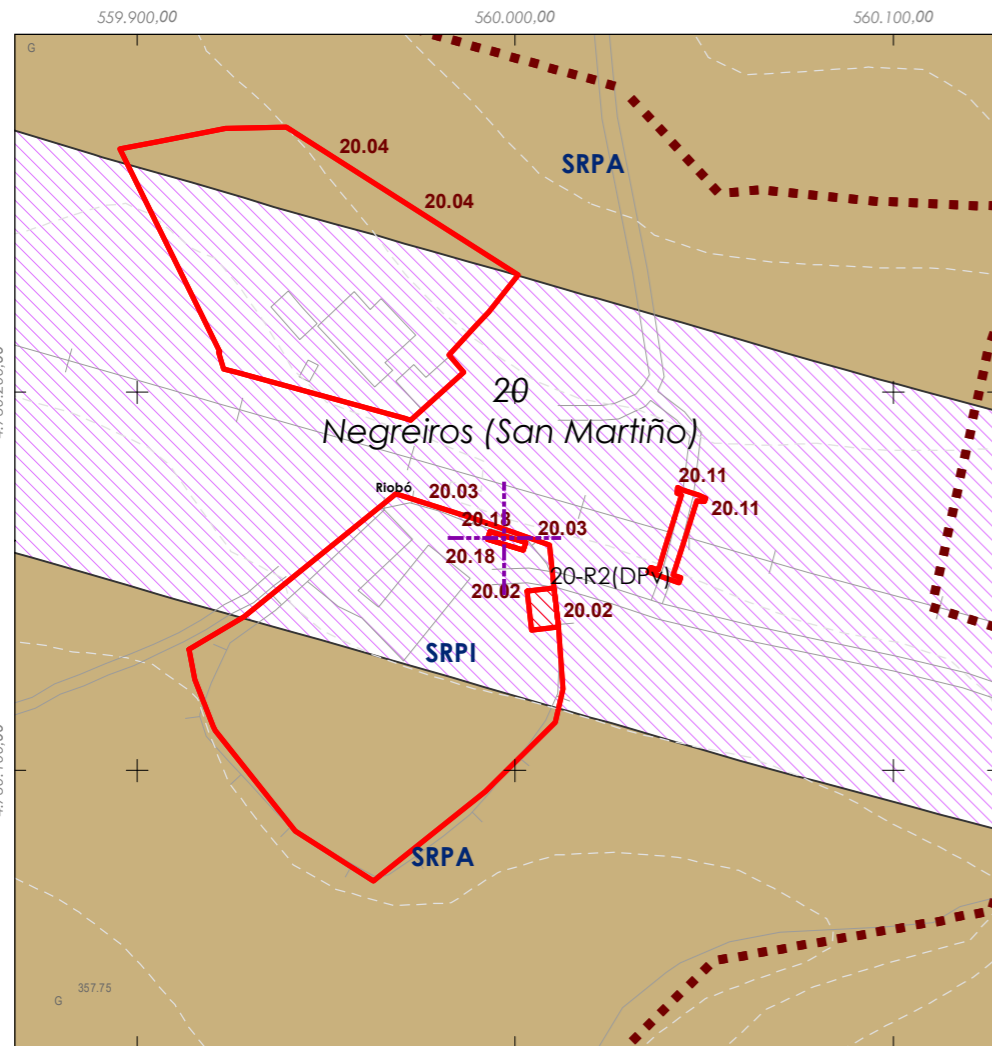 559.900,00 560.000,00 560.100,00
G
20.04
SRPA
20.04
20
Negreiros (San Martiño)
20.11
Riobó 20.03
20.11
20.18 20.03
20.18
20-R2(DPV)
20.02
20.02
SRPI
SRPA
357.75
G